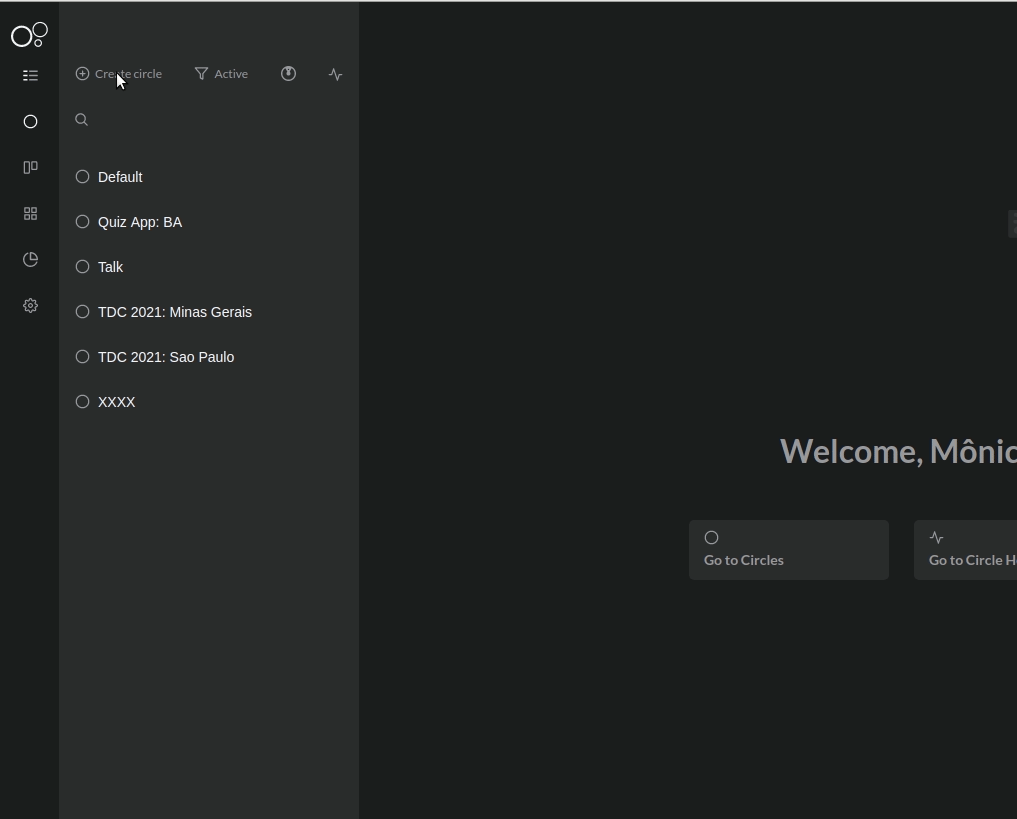 Create circle
Active
Default
Quiz App: BA
Talk
TDC 2021: Minas Gerais
TDC 2021: Sao Paulo
XXXX
Welcome, Mônic
Go to Circles
Go to Circle H